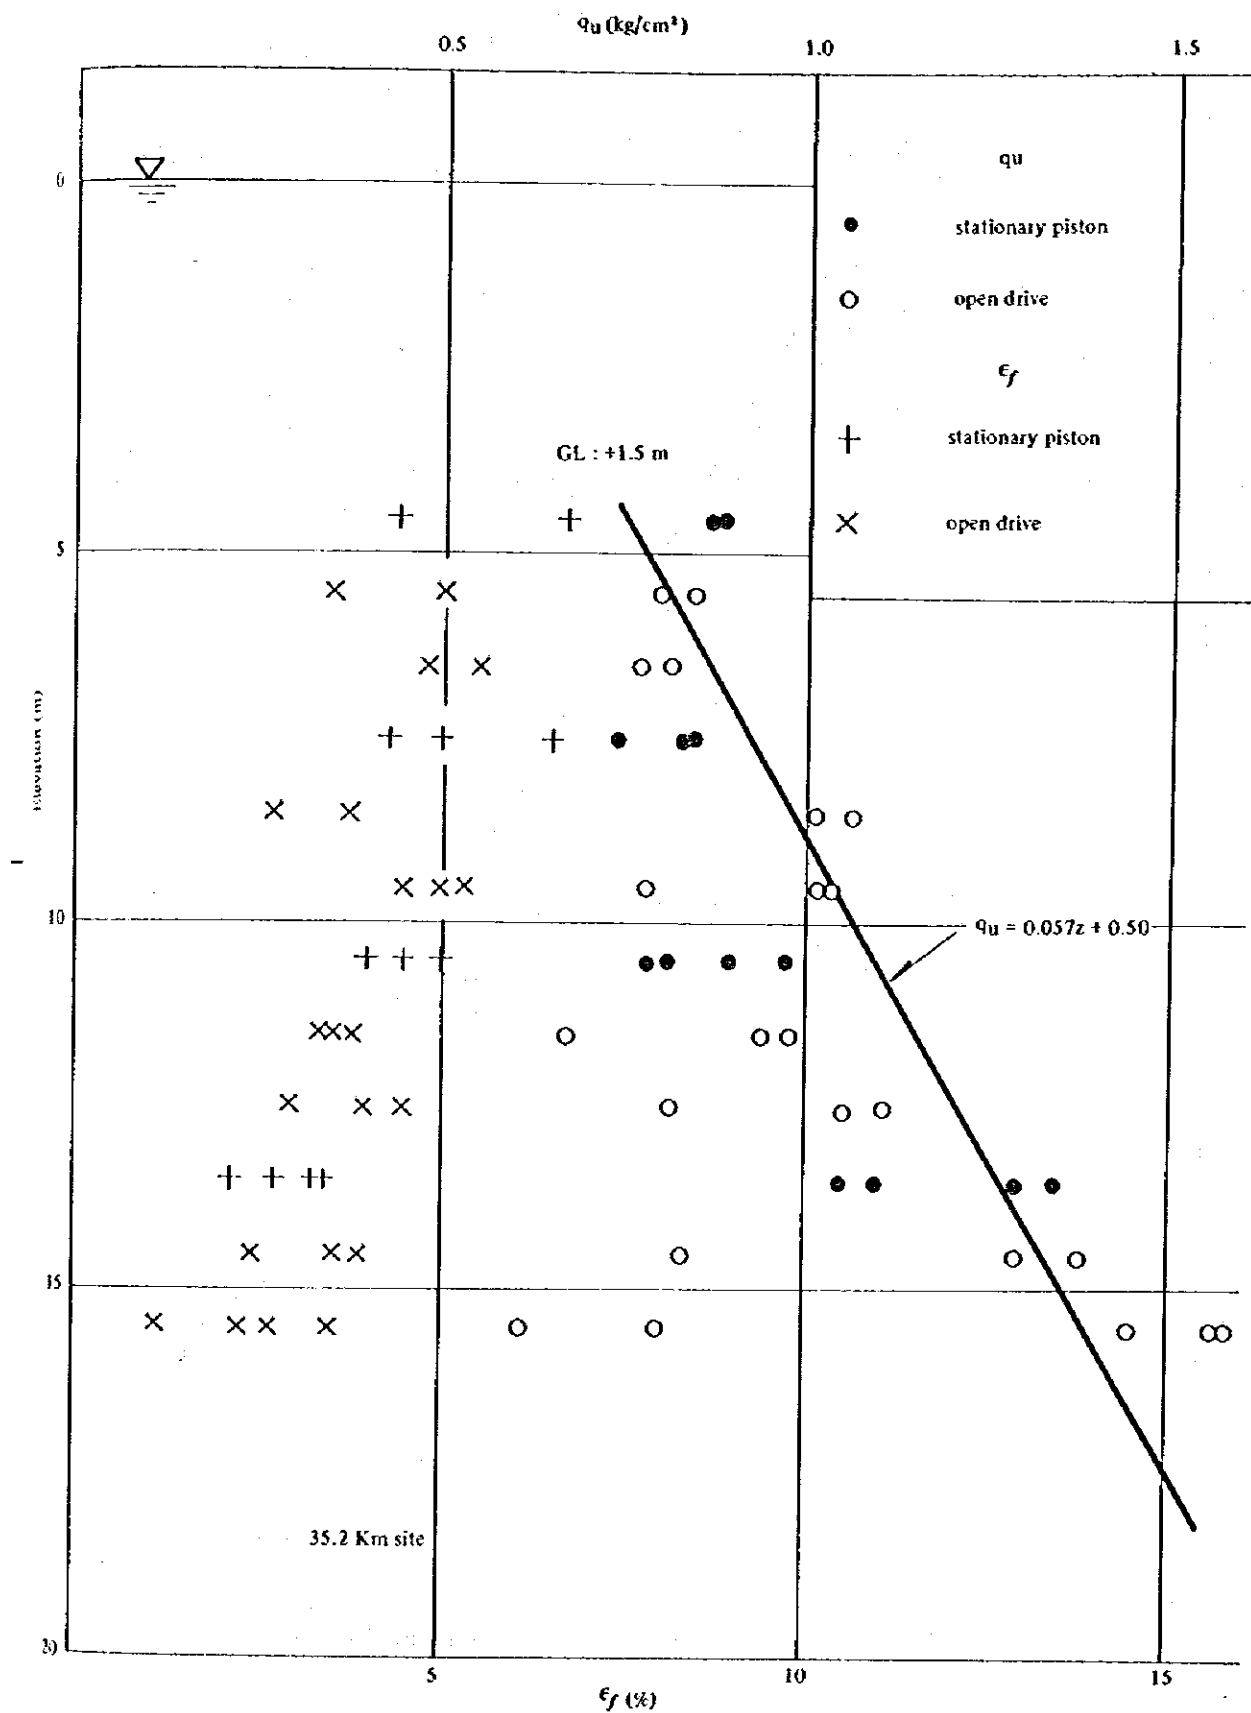 qu (kg/cm²)
0.5 1.0 1.5
qu
0
stationary piston
open drive
ϵf
stationary piston
GL : +1.5 m
open drive
5
Elevation (m)
10
qu = 0.057z + 0.50
15
35.2 Km site
20
5 10 15
ϵf (%)